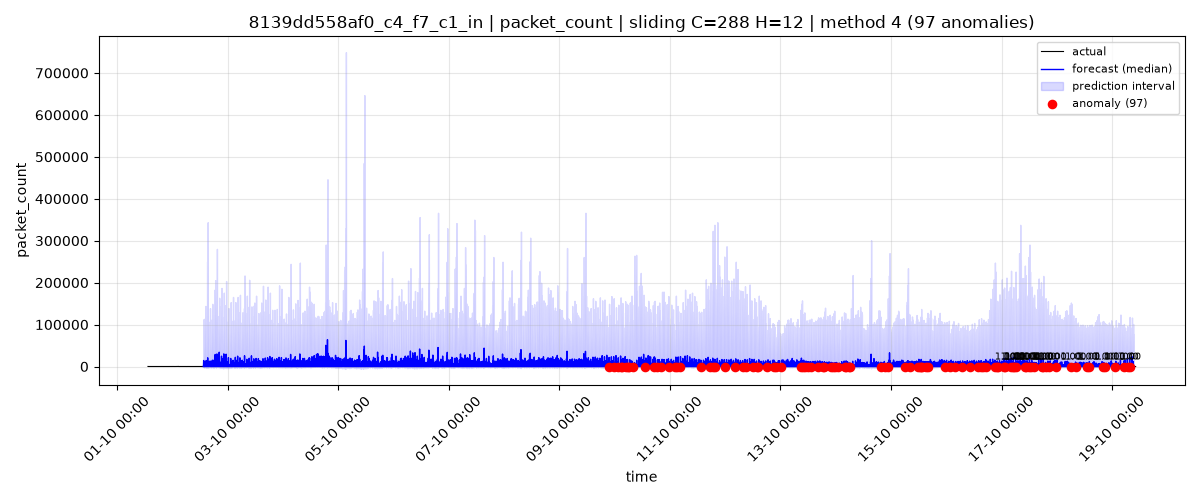 8139dd558af0_c4_f7_c1_in | packet_count | sliding C=288 H=12 | method 4 (97 anomalies)
actual
forecast (median)
prediction interval
anomaly (97)
packet_count
700000
600000
500000
400000
300000
200000
100000
0
01-10 00:00
03-10 00:00
05-10 00:00
07-10 00:00
09-10 00:00
11-10 00:00
13-10 00:00
15-10 00:00
17-10 00:00
19-10 00:00
time